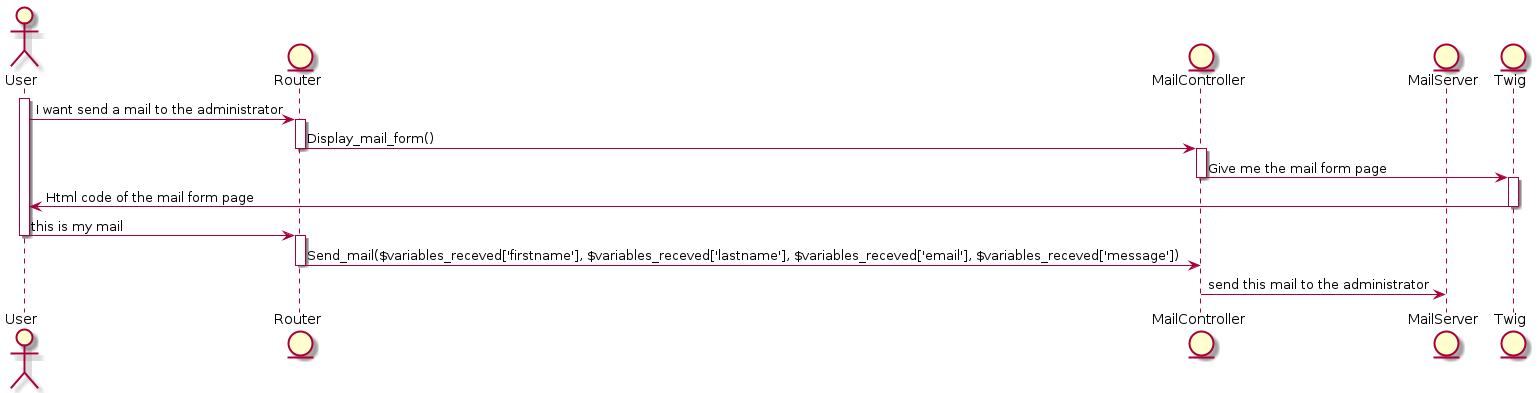 User
Router
MailController
MailServer
Twig
I want send a mail to the administrator
Display_mail_form()
Give me the mail form page
Html code of the mail form page
this is my mail
Send_mail($variables_receved['firstname'], $variables_receved['lastname'], $variables_receved['email'], $variables_receved['message'])
send this mail to the administrator
User
Router
MailController
MailServer
Twig